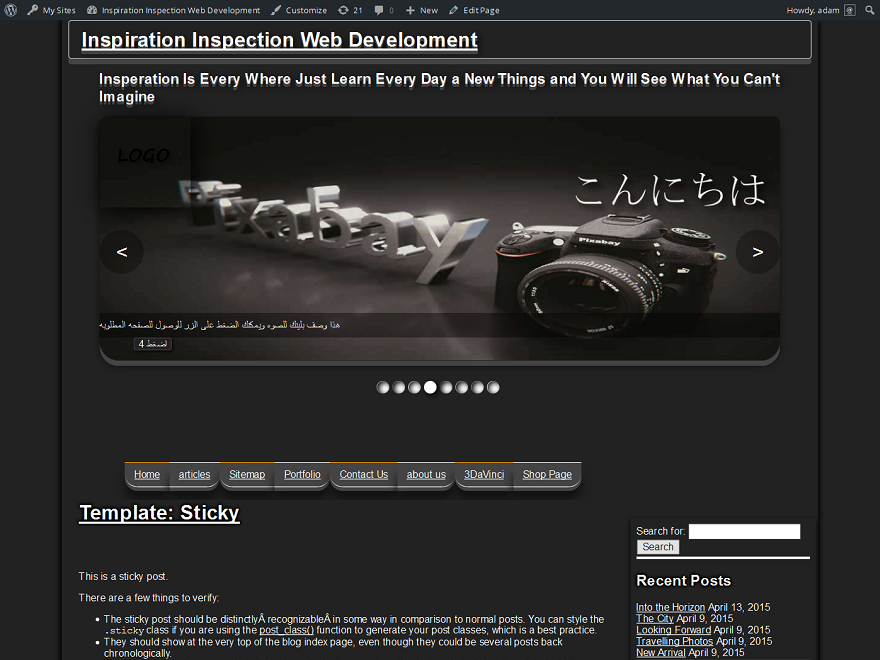 My Sites Inspiration Inspection Web Development Customize 21 0 New Edit Page Howdy, adam
Inspiration Inspection Web Development
Insperation Is Every Where Just Learn Every Day a New Things and You Will See What You Can't
Imagine
LOGO
こんにちは
Pixabay
Pixabay
<
>
هذا وصف بليتك للصوره ويمكنك الضغط على الزر للوصول للصفحه المطلوبه
اضغط 4
Home articles Sitemap Portfolio Contact Us about us 3DaVinci Shop Page
Template: Sticky
Search for:
Search
This is a sticky post.
There are a few things to verify:
The sticky post should be distinctlyÂ recognizableÂ in some way in comparison to normal posts. You can style the
.sticky class if you are using the post_class() function to generate your post classes, which is a best practice.
They should show at the very top of the blog index page, even though they could be several posts back
chronologically.
Recent Posts
Into the Horizon April 13, 2015
The City April 9, 2015
Looking Forward April 9, 2015
Travelling Photos April 9, 2015
New Arrival April 9, 2015